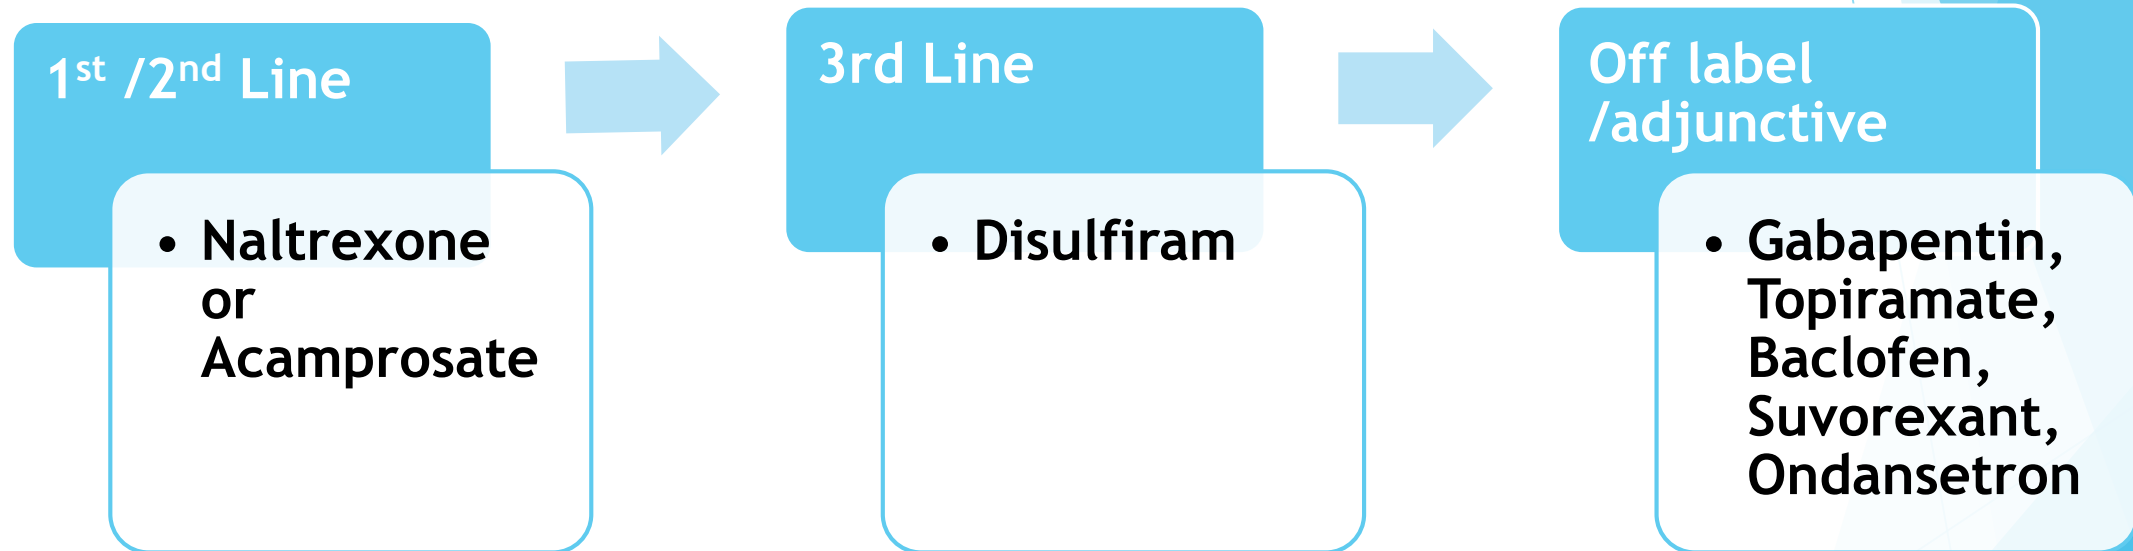 1st /2nd Line
• Naltrexone
or
Acamprosate
3rd Line
• Disulfiram
Off label
/adjunctive
• Gabapentin,
Topiramate,
Baclofen,
Suvorexant,
Ondansetron